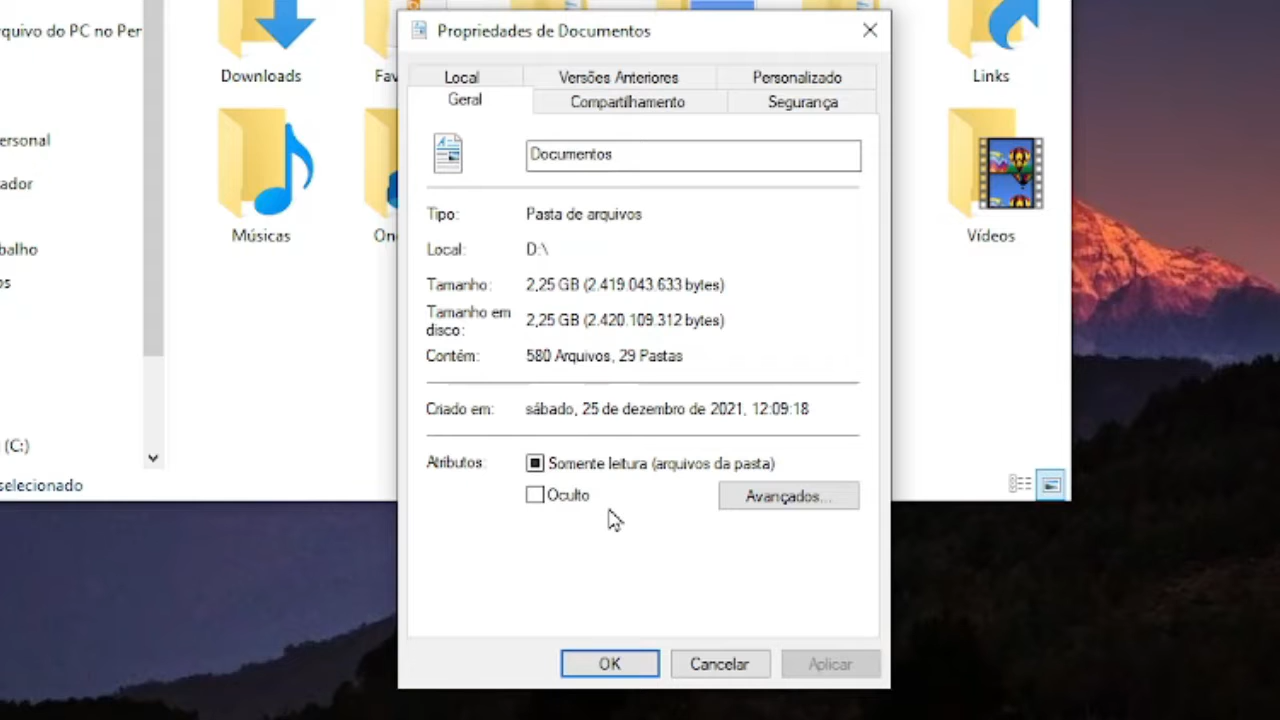 Propriedades de Documentos
quivo do PC no Per
Downloads
Fav
Links
Local
Versões Anteriores
Personalizado
Geral
Compartilhamento
Segurança
Documentos
ersonal
ador
Músicas
On
Vídeos
balho
os
Tipo:
Pasta de arquivos
Local:
D:\
Tamanho:
2,25 GB (2.419.043.633 bytes)
Tamanho em
disco:
2,25 GB (2.420.109.312 bytes)
Contém:
580 Arquivos, 29 Pastas
Criado em:
sábado, 25 de dezembro de 2021, 12:09:18
(C:)
selecionado
Atributos:
Somente leitura (arquivos da pasta)
Oculto
Avançados...
OK
Cancelar
Aplicar